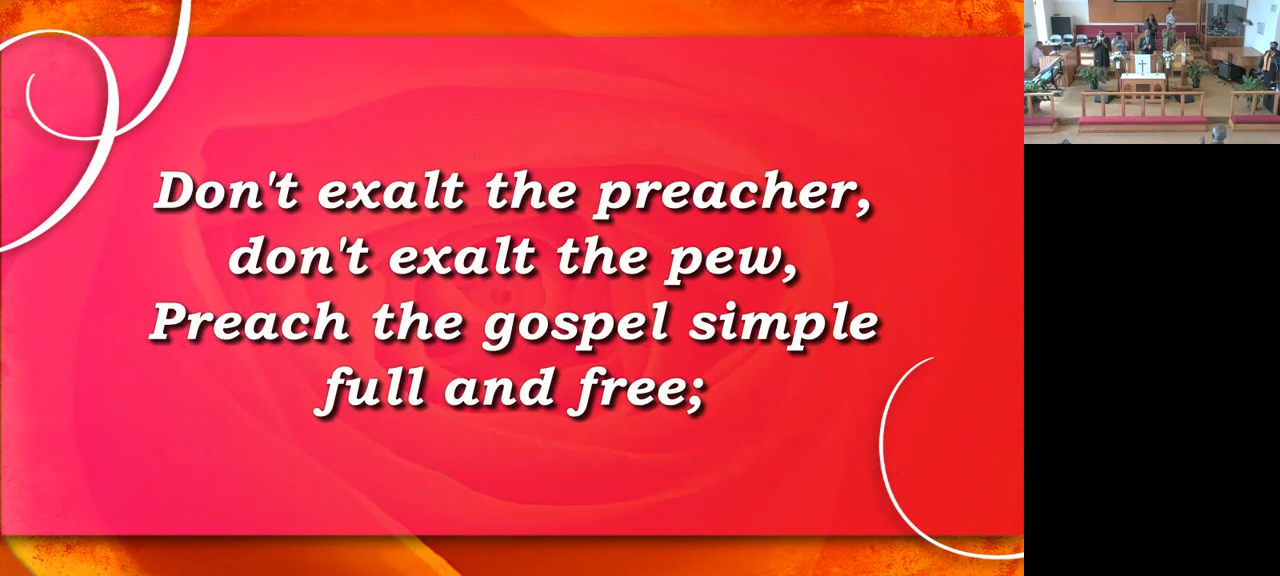 Don't exalt the preacher,
don't exalt the pew,
Preach the gospel simple
full and free;